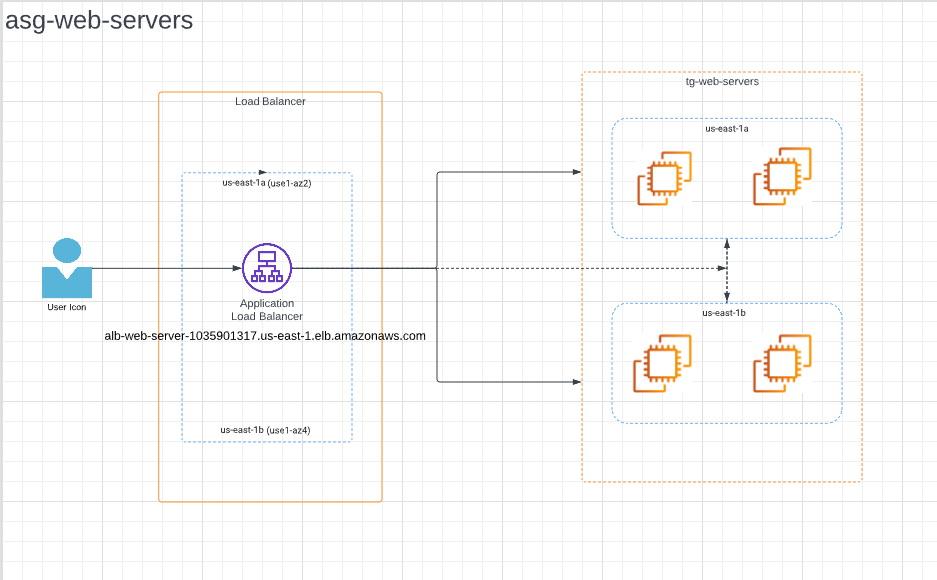 asg-web-servers
Load Balancer
us-east-1a (use1-az2)
User Icon
Application
Load Balancer
alb-web-server-1035901317.us-east-1.elb.amazonaws.com
us-east-1b (use1-az4)
tg-web-servers
us-east-1a
us-east-1b